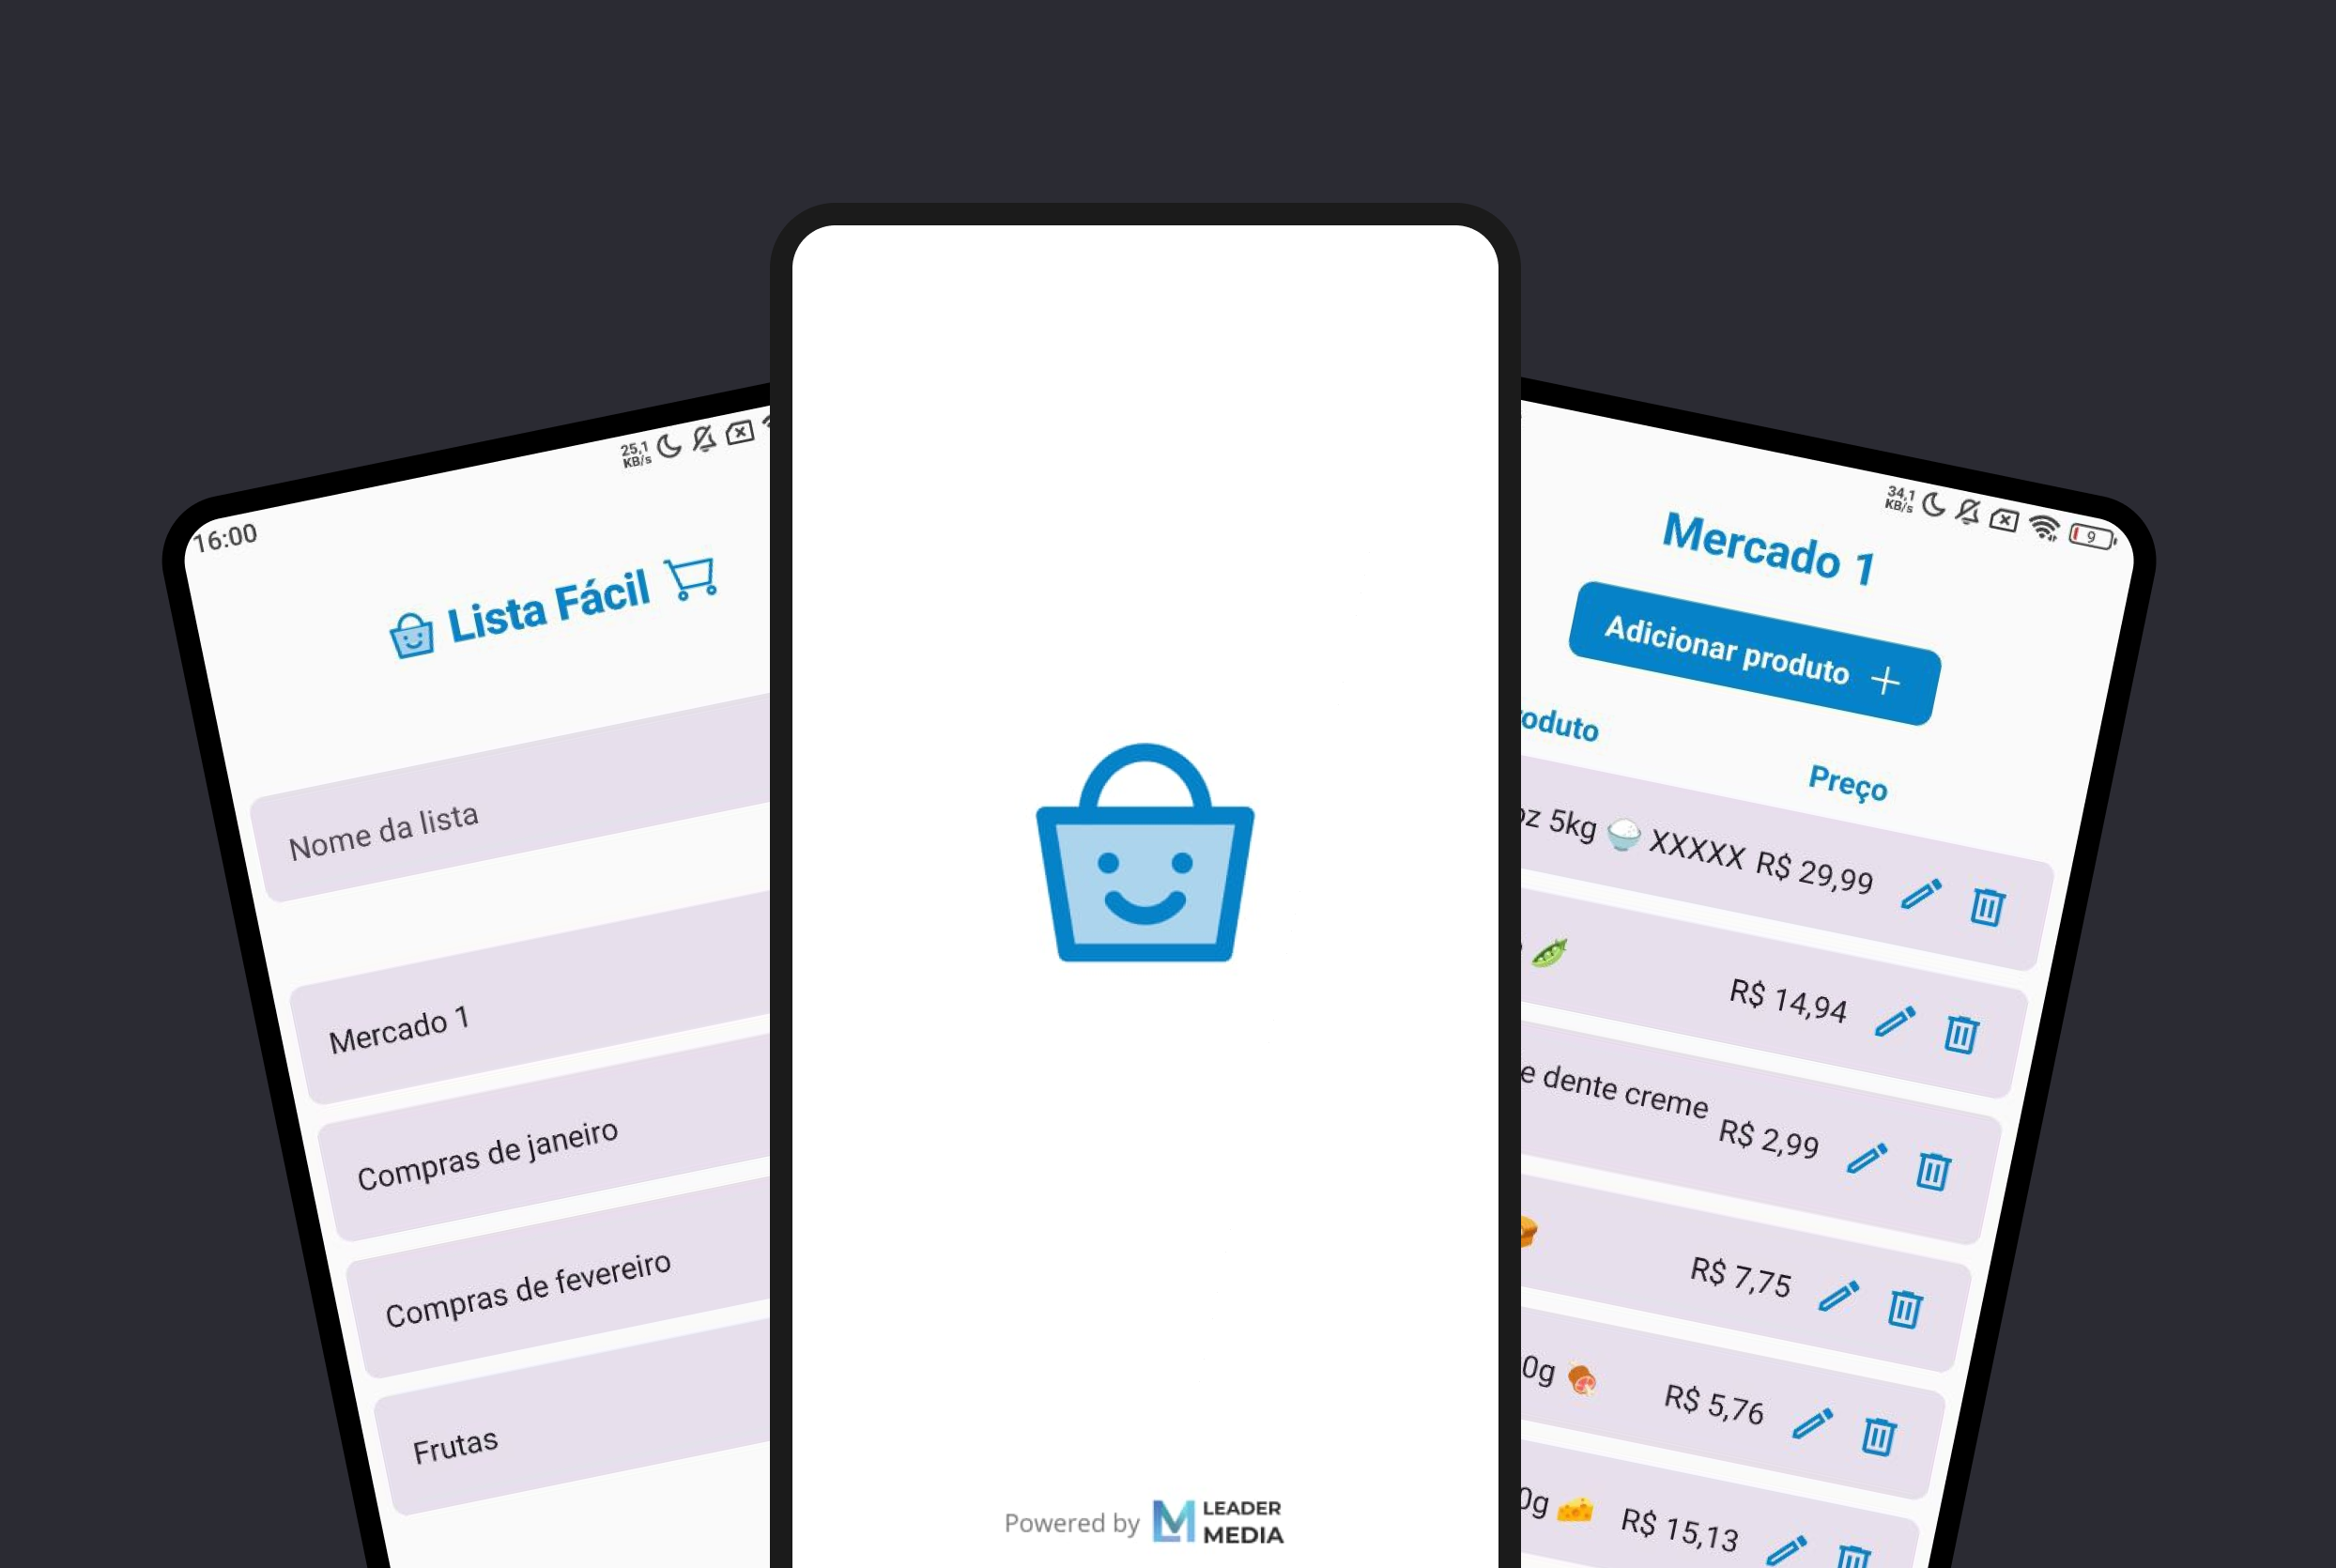 16:00
25,1
KB/s
Lista Fácil
Nome da lista
Mercado 1
Compras de janeiro
Compras de fevereiro
Frutas
Powered by
LEADER
MEDIA
34,1
KB/s
9
Mercado 1
Adicionar produto
oduto
Preço
oz 5kg XXXXX R$ 29,99
R$ 14,94
e dente creme
R$ 2,99
R$ 7,75
0g R$ 5,76
0g R$ 15,13